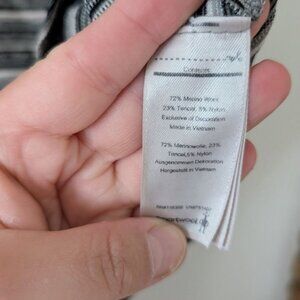 Contents:
72% Merino Wool
23% Tencel, 5% Nylon
Exclusive of Decoration
Made in Vietnam
72% Merinowolle, 23%
Tencel,5% Nylon
Ausgenommen Dekoration
Hergestellt in Vietnam